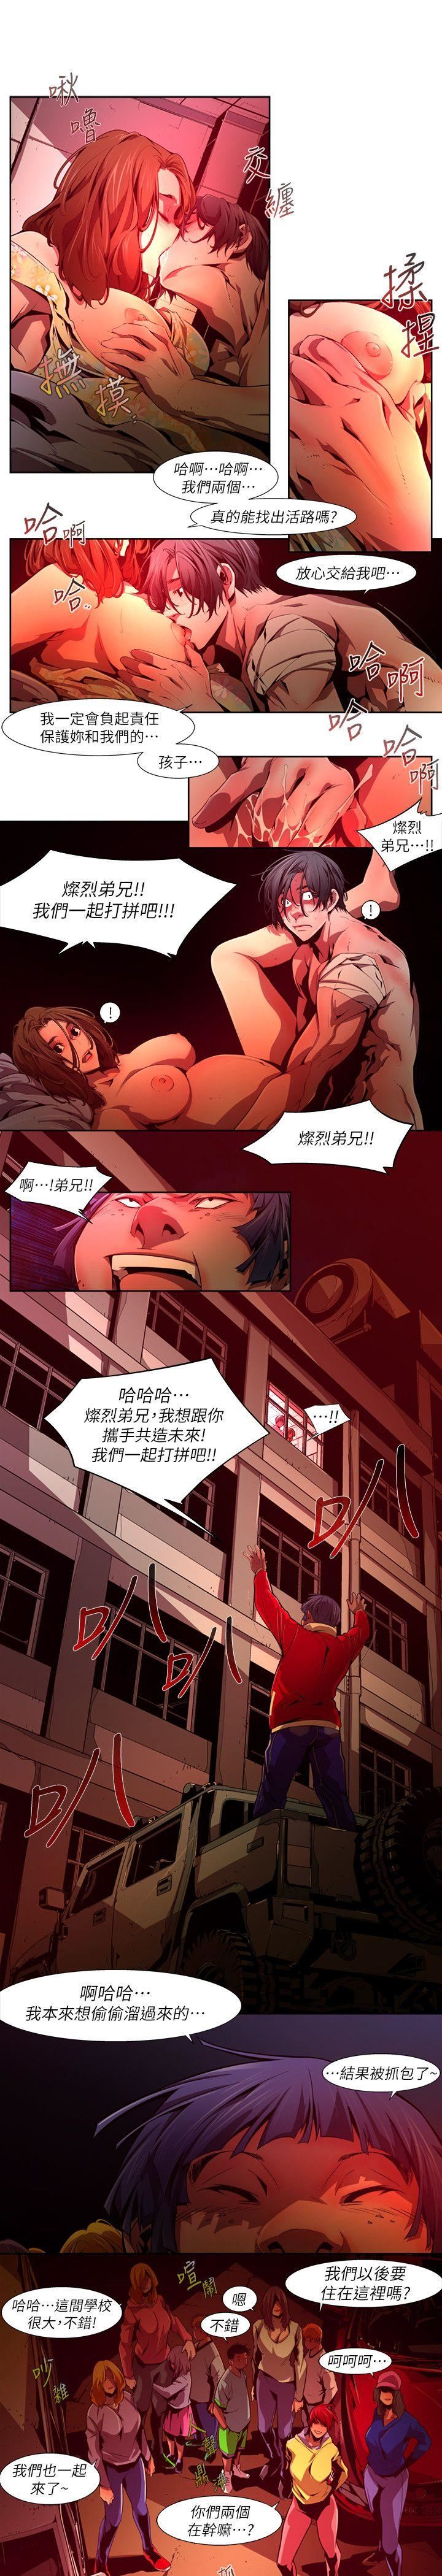 啾
嚕
交
纏
揉
捏
撫
摸…
哈啊…哈啊…
我們兩個…
真的能找出活路嗎?
放心交給我吧…
哈
啊
哈…
哈
啊
我一定會負起責任
保護妳和我們的…
孩子…
哈
哈
啊
燦烈
弟兄…!!
燦烈弟兄!!
我們一起打拼吧!!!
!
!
燦烈弟兄!!
啊…!弟兄!!
哈哈哈…
燦烈弟兄,我想跟你
攜手共造未來!
我們一起打拼吧!!
…!!
叭
叭
叭
叭
啊哈哈…
我本來想偷偷溜過來的…
…結果被抓包了~
哈哈…這間學校
很大,不錯!
喧
鬧
嗯
不錯
我們以後要
住在這裡嗎?
呵呵呵…
吵
雜
人
聲
鼎
沸
我們也一起
來了~
你們兩個
在幹嘛…?